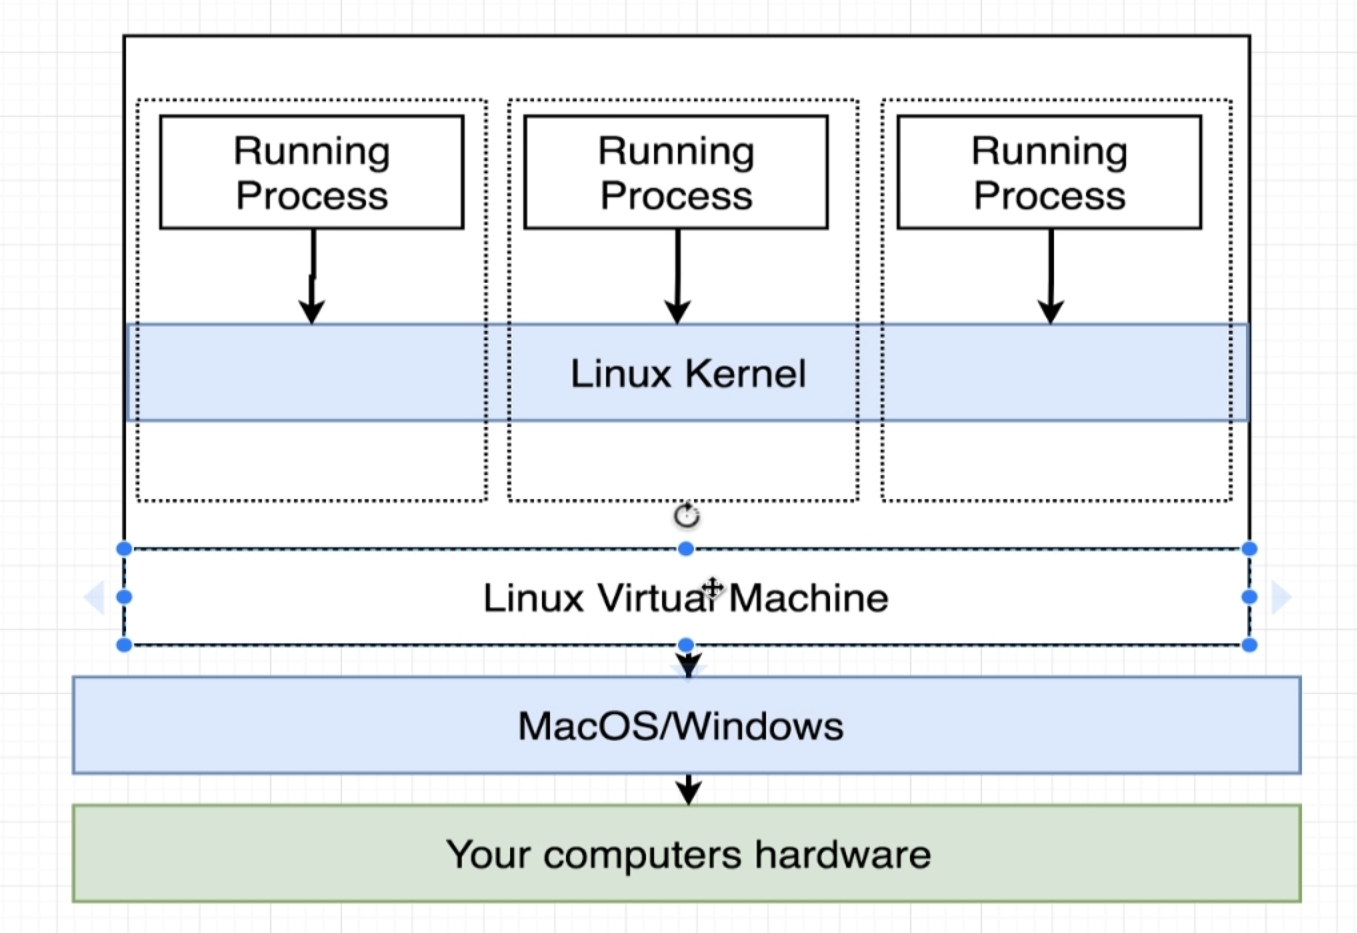 Running
Process
Running
Process
Running
Process
Linux Kernel
Linux Virtual Machine
MacOS/Windows
Your computers hardware